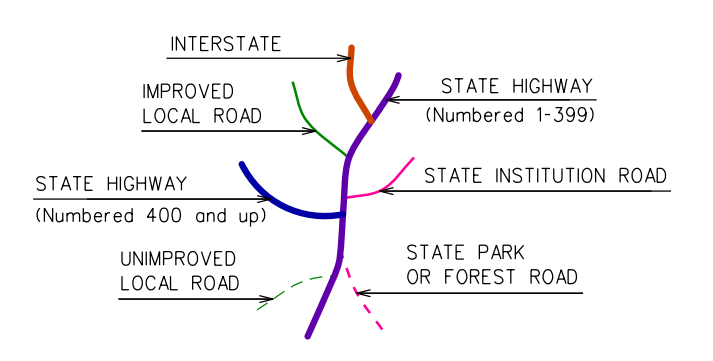 INTERSTATE
IMPROVED
LOCAL ROAD
STATE HIGHWAY
(Numbered 1-399)
STATE HIGHWAY
(Numbered 400 and up)
STATE INSTITUTION ROAD
UNIMPROVED
LOCAL ROAD
STATE PARK
OR FOREST ROAD